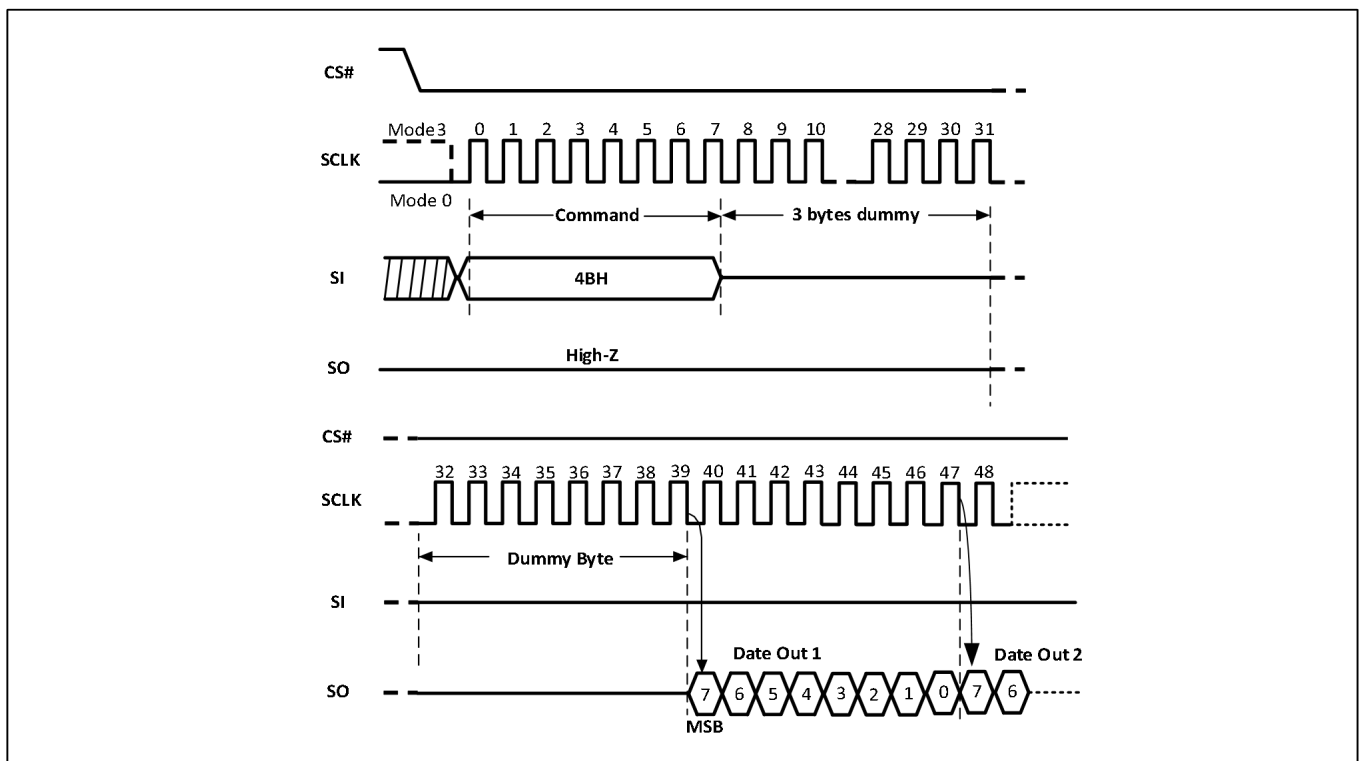 CS#
Mode3 0 1 2 3 4 5 6 7 8 9 10 28 29 30 31
SCLK
Mode 0
Command 3 bytes dummy
SI 4BH
High-Z
SO
CS#
32 33 34 35 36 37 38 39 40 41 42 43 44 45 46 47 48
SCLK
Dummy Byte
SI
Date Out 1 Date Out 2
SO 7 6 5 4 3 2 1 0 7 6
MSB